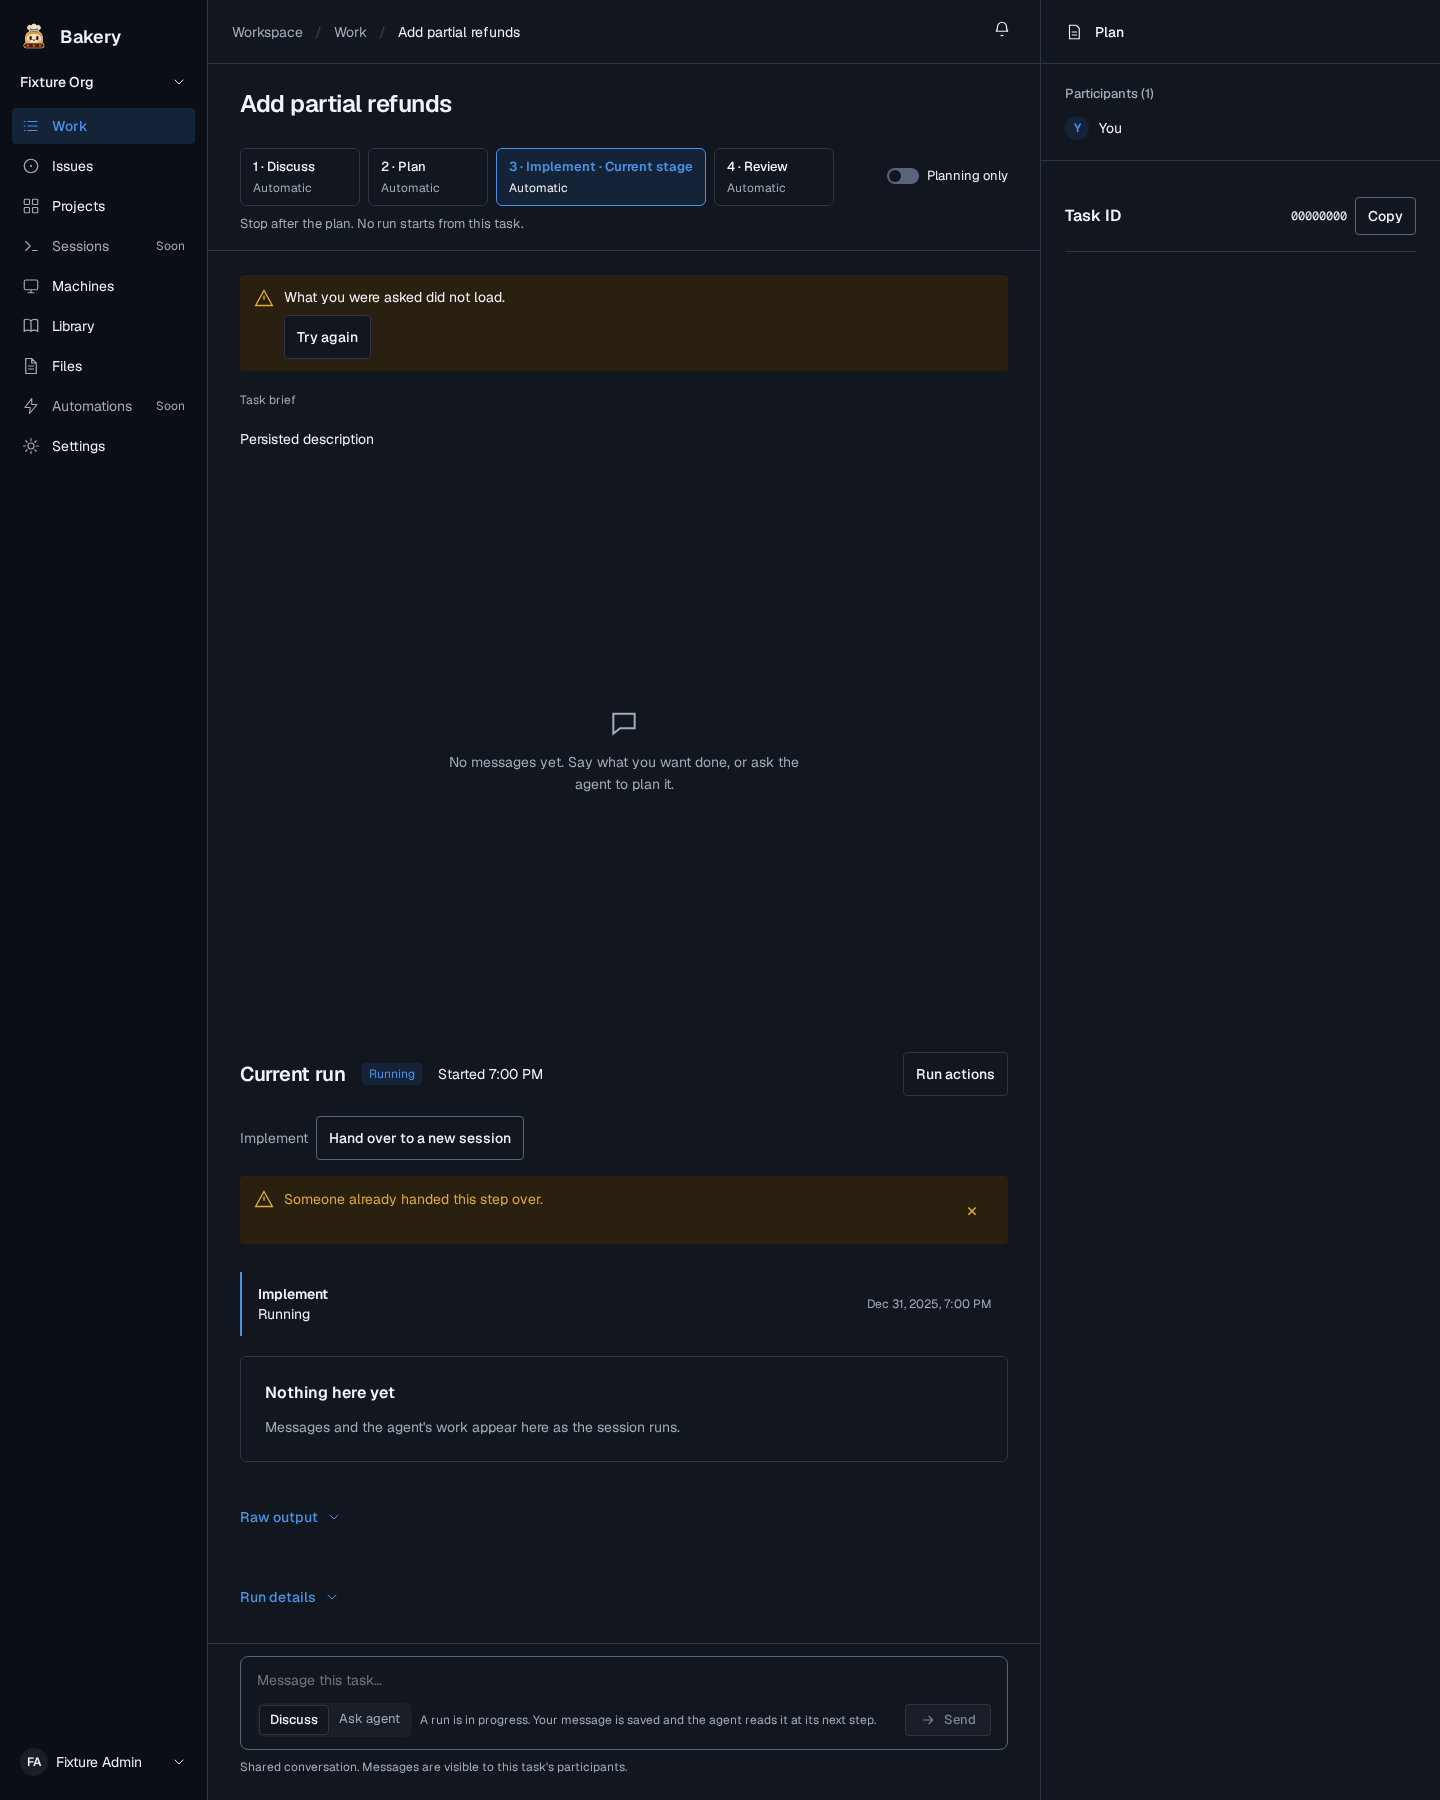 Bakery
Fixture Org
Work
Issues
Projects
Sessions Soon
Machines
Library
Files
Automations Soon
Settings
FA Fixture Admin
Workspace / Work / Add partial refunds
Add partial refunds
1 · Discuss
Automatic
2 · Plan
Automatic
3 · Implement · Current stage
Automatic
4 · Review
Automatic
Planning only
Stop after the plan. No run starts from this task.
What you were asked did not load.
Try again
Task brief
Persisted description
No messages yet. Say what you want done, or ask the
agent to plan it.
Current run Running Started 7:00 PM Run actions
Implement Hand over to a new session
Someone already handed this step over.
Implement
Running
Dec 31, 2025, 7:00 PM
Nothing here yet
Messages and the agent's work appear here as the session runs.
Raw output
Run details
Message this task...
Discuss Ask agent A run is in progress. Your message is saved and the agent reads it at its next step. Send
Shared conversation. Messages are visible to this task's participants.
Plan
Participants (1)
Y You
Task ID 00000000 Copy